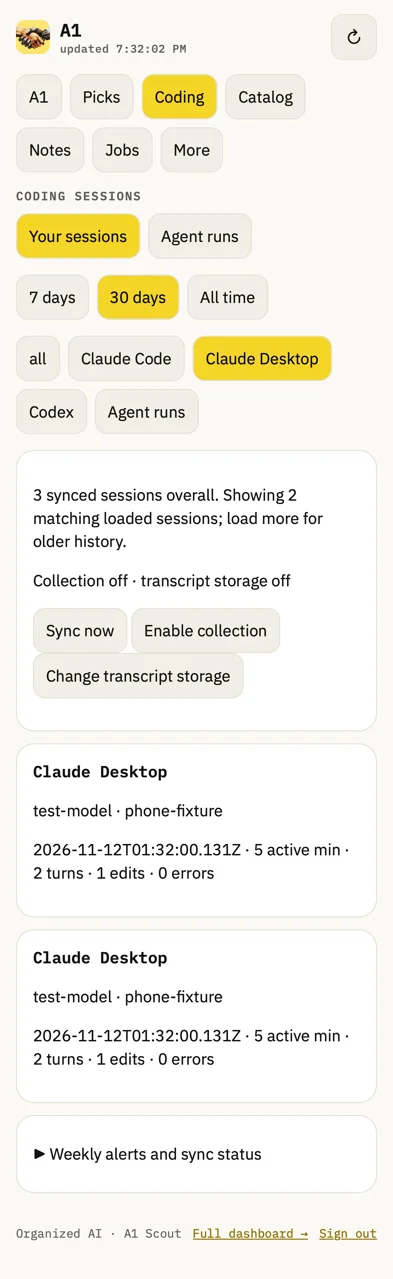 A1
updated 7:32:02 PM
↻
A1 Picks Coding Catalog
Notes Jobs More
CODING SESSIONS
Your sessions Agent runs
7 days 30 days All time
all Claude Code Claude Desktop
Codex Agent runs
3 synced sessions overall. Showing 2
matching loaded sessions; load more for
older history.
Collection off · transcript storage off
Sync now Enable collection
Change transcript storage
Claude Desktop
test-model · phone-fixture
2026-11-12T01:32:00.131Z · 5 active min ·
2 turns · 1 edits · 0 errors
Claude Desktop
test-model · phone-fixture
2026-11-12T01:32:00.131Z · 5 active min ·
2 turns · 1 edits · 0 errors
▶ Weekly alerts and sync status
Organized AI · A1 Scout Full dashboard → Sign out